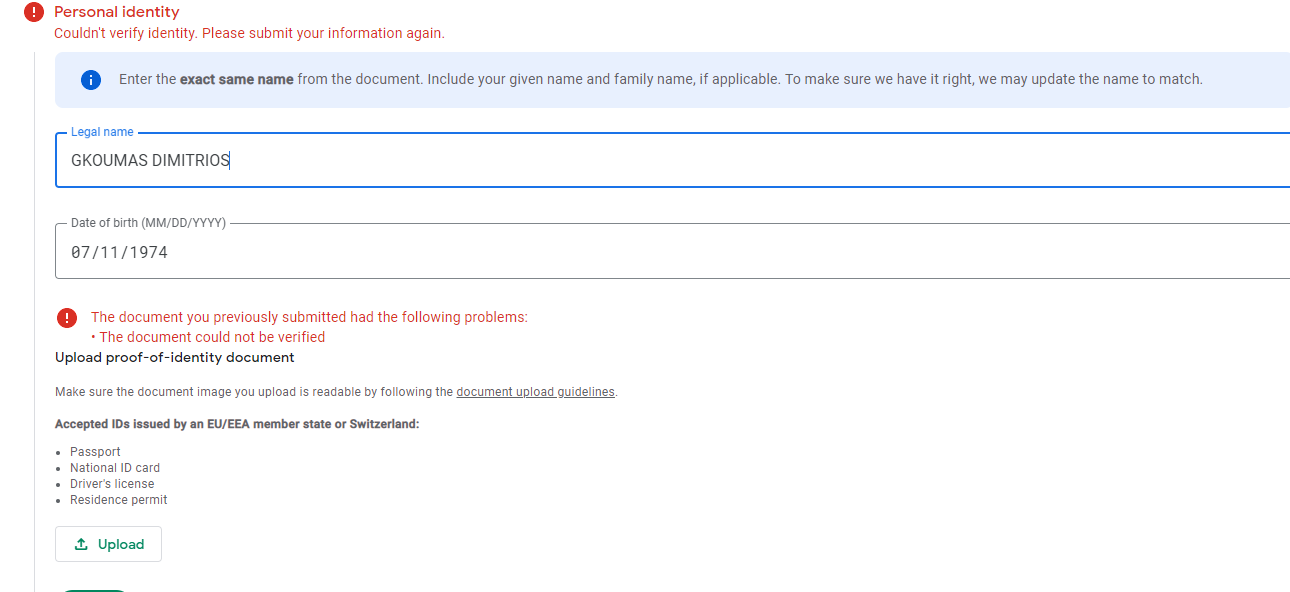 Personal identity
Couldn't verify identity. Please submit your information again.
Enter the exact same name from the document. Include your given name and family name, if applicable. To make sure we have it right, we may update the name to match.
Legal name
GKOUMAS DIMITRIOS
Date of birth (MM/DD/YYYY)
07/11/1974
The document you previously submitted had the following problems:
• The document could not be verified
Upload proof-of-identity document
Make sure the document image you upload is readable by following the document upload guidelines.
Accepted IDs issued by an EU/EEA member state or Switzerland:
• Passport
• National ID card
• Driver's license
• Residence permit
Upload